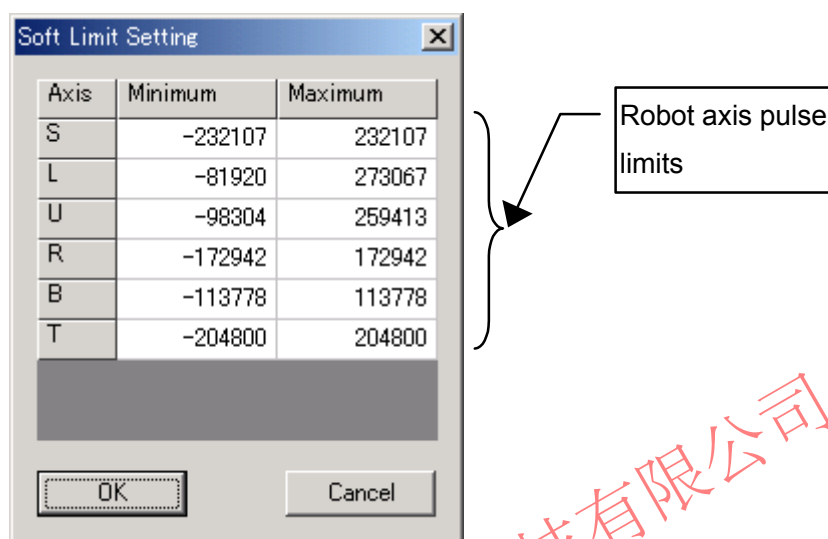 Soft Limit Setting
Axis Minimum Maximum
S -232107 232107
L -81920 273067
U -98304 259413
R -172942 172942
B -113778 113778
T -204800 204800
OK Cancel
Robot axis pulse
limits
有限公司